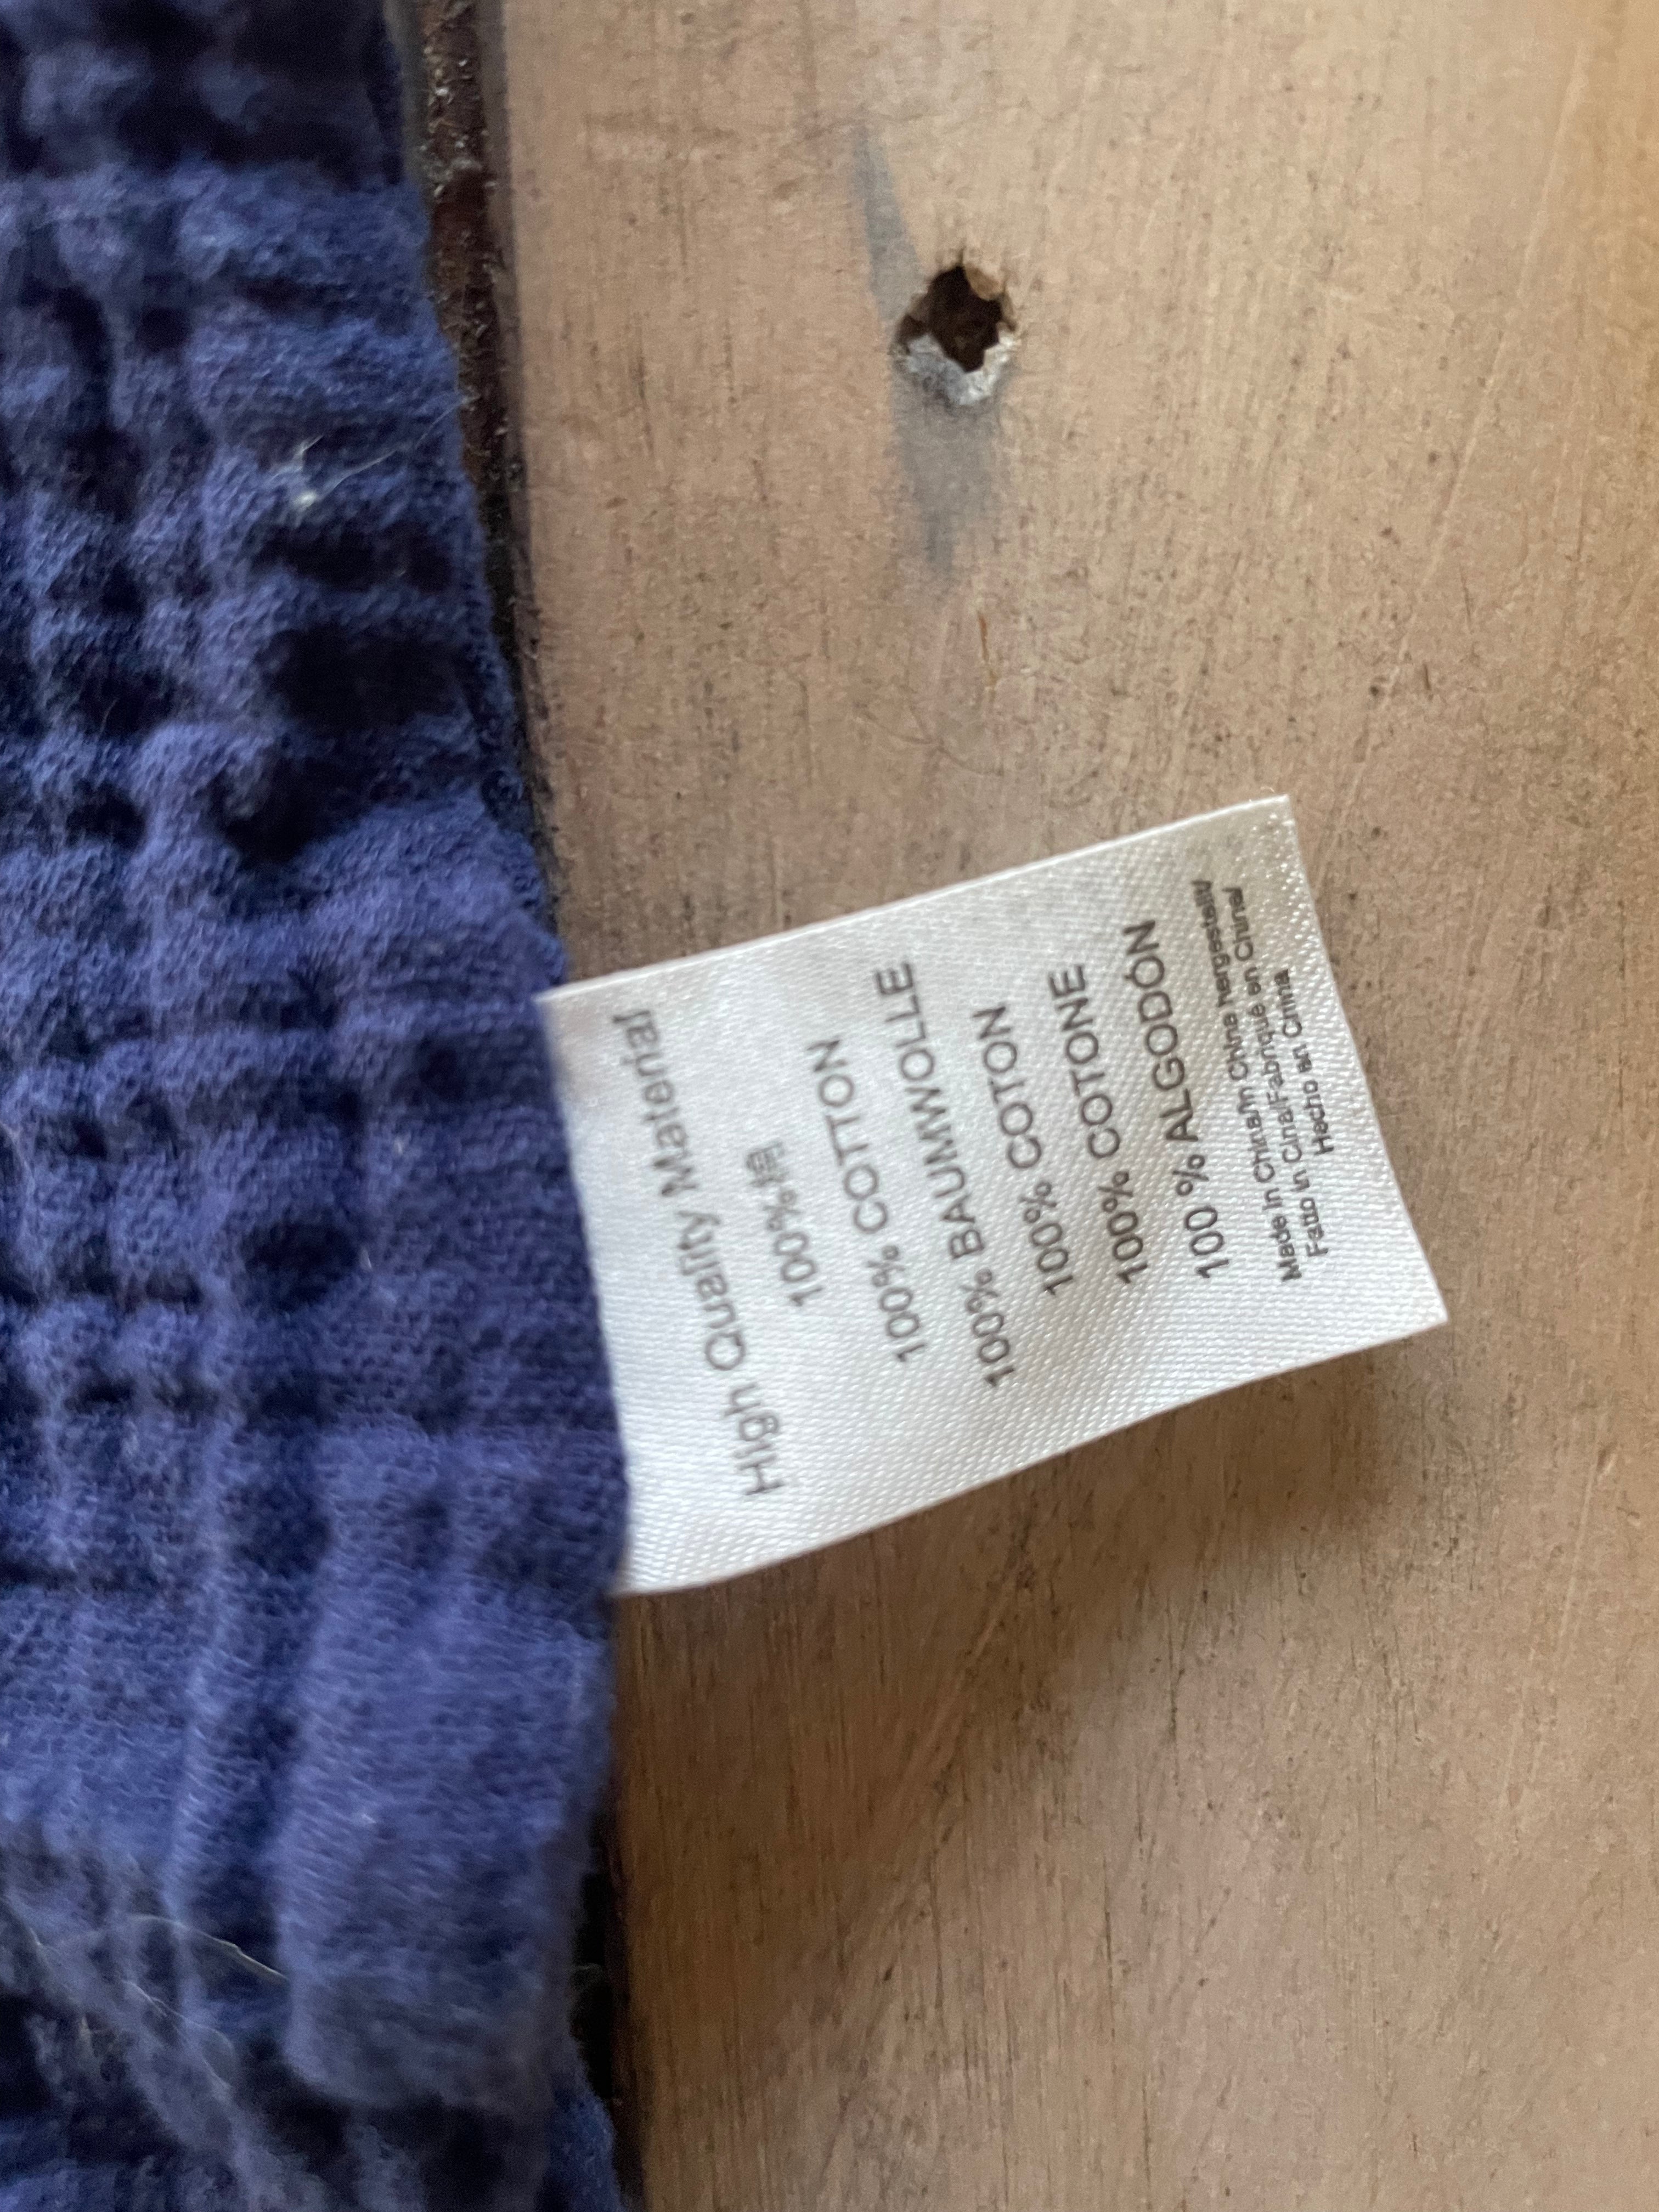 High Quality Material
100%棉
100% COTTON
100% BAUMWOLLE
100% COTON
100% COTONE
100 % ALGODÓN
Made in China/In China hergestellt/
Fatto in Cina/Fabriqué en Chine/
Hecho en China